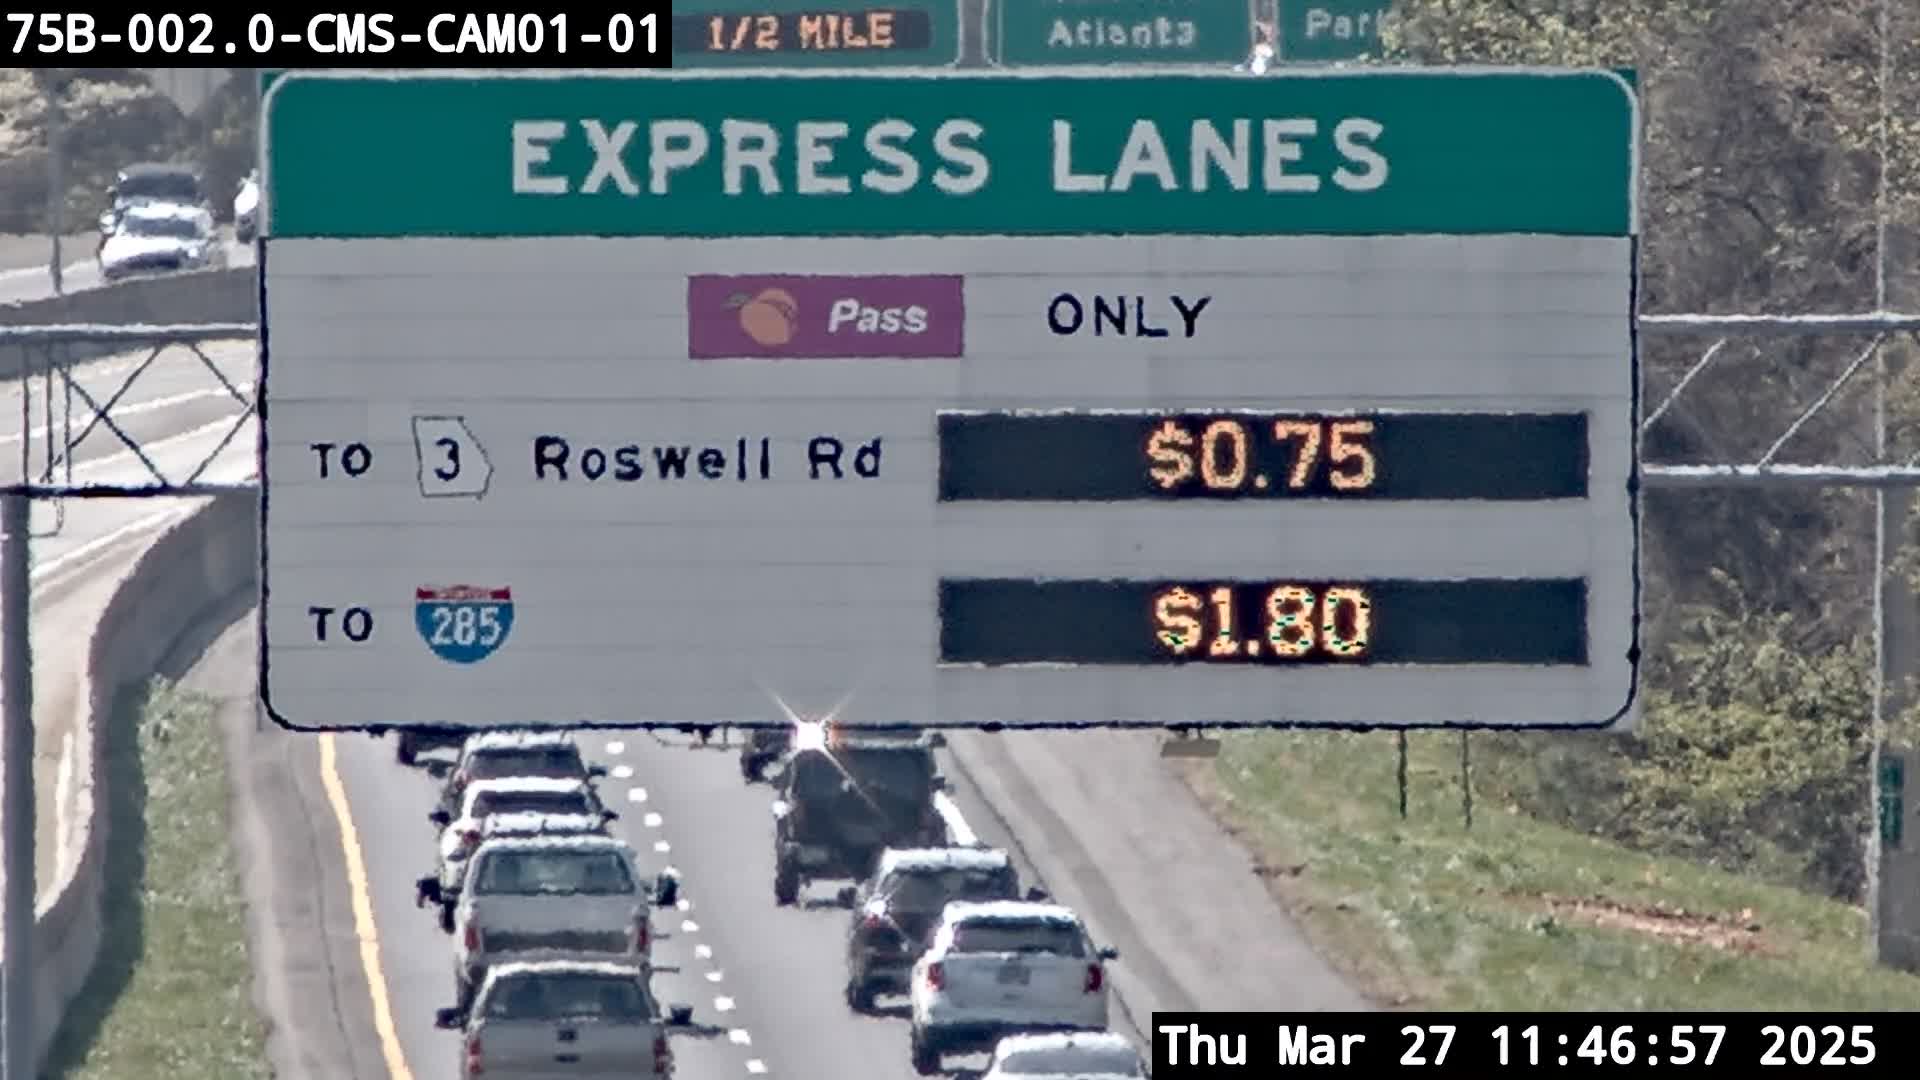 75B-002.0-CMS-CAM01-01
1/2 MILE
Atlanta
EXPRESS LANES
Pass ONLY
TO 3 Roswell Rd $0.75
TO 285 $1.80
Thu Mar 27 11:46:57 2025